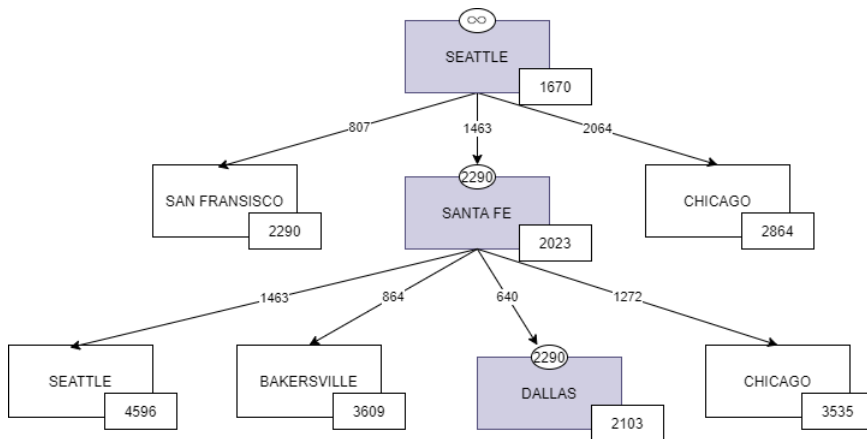 ∞
SEATTLE
1670
807
1463
2064
SAN FRANSISCO
2290
2290
SANTA FE
2023
CHICAGO
2864
1463
864
640
1272
SEATTLE
4596
BAKERSVILLE
3609
2290
DALLAS
2103
CHICAGO
3535